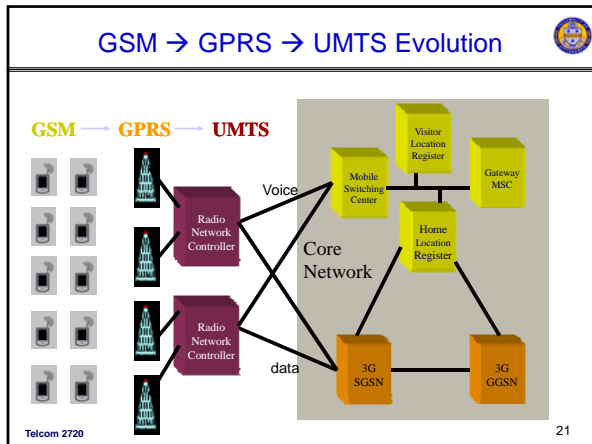 GSM → GPRS → UMTS Evolution
GSM → GPRS → UMTS
Visitor
Location
Register
Mobile
Switching
Center
Gateway
MSC
Voice
Radio
Network
Controller
Home
Location
Register
Core
Network
Radio
Network
Controller
data
3G
SGSN
3G
GGSN
Telcom 2720
21